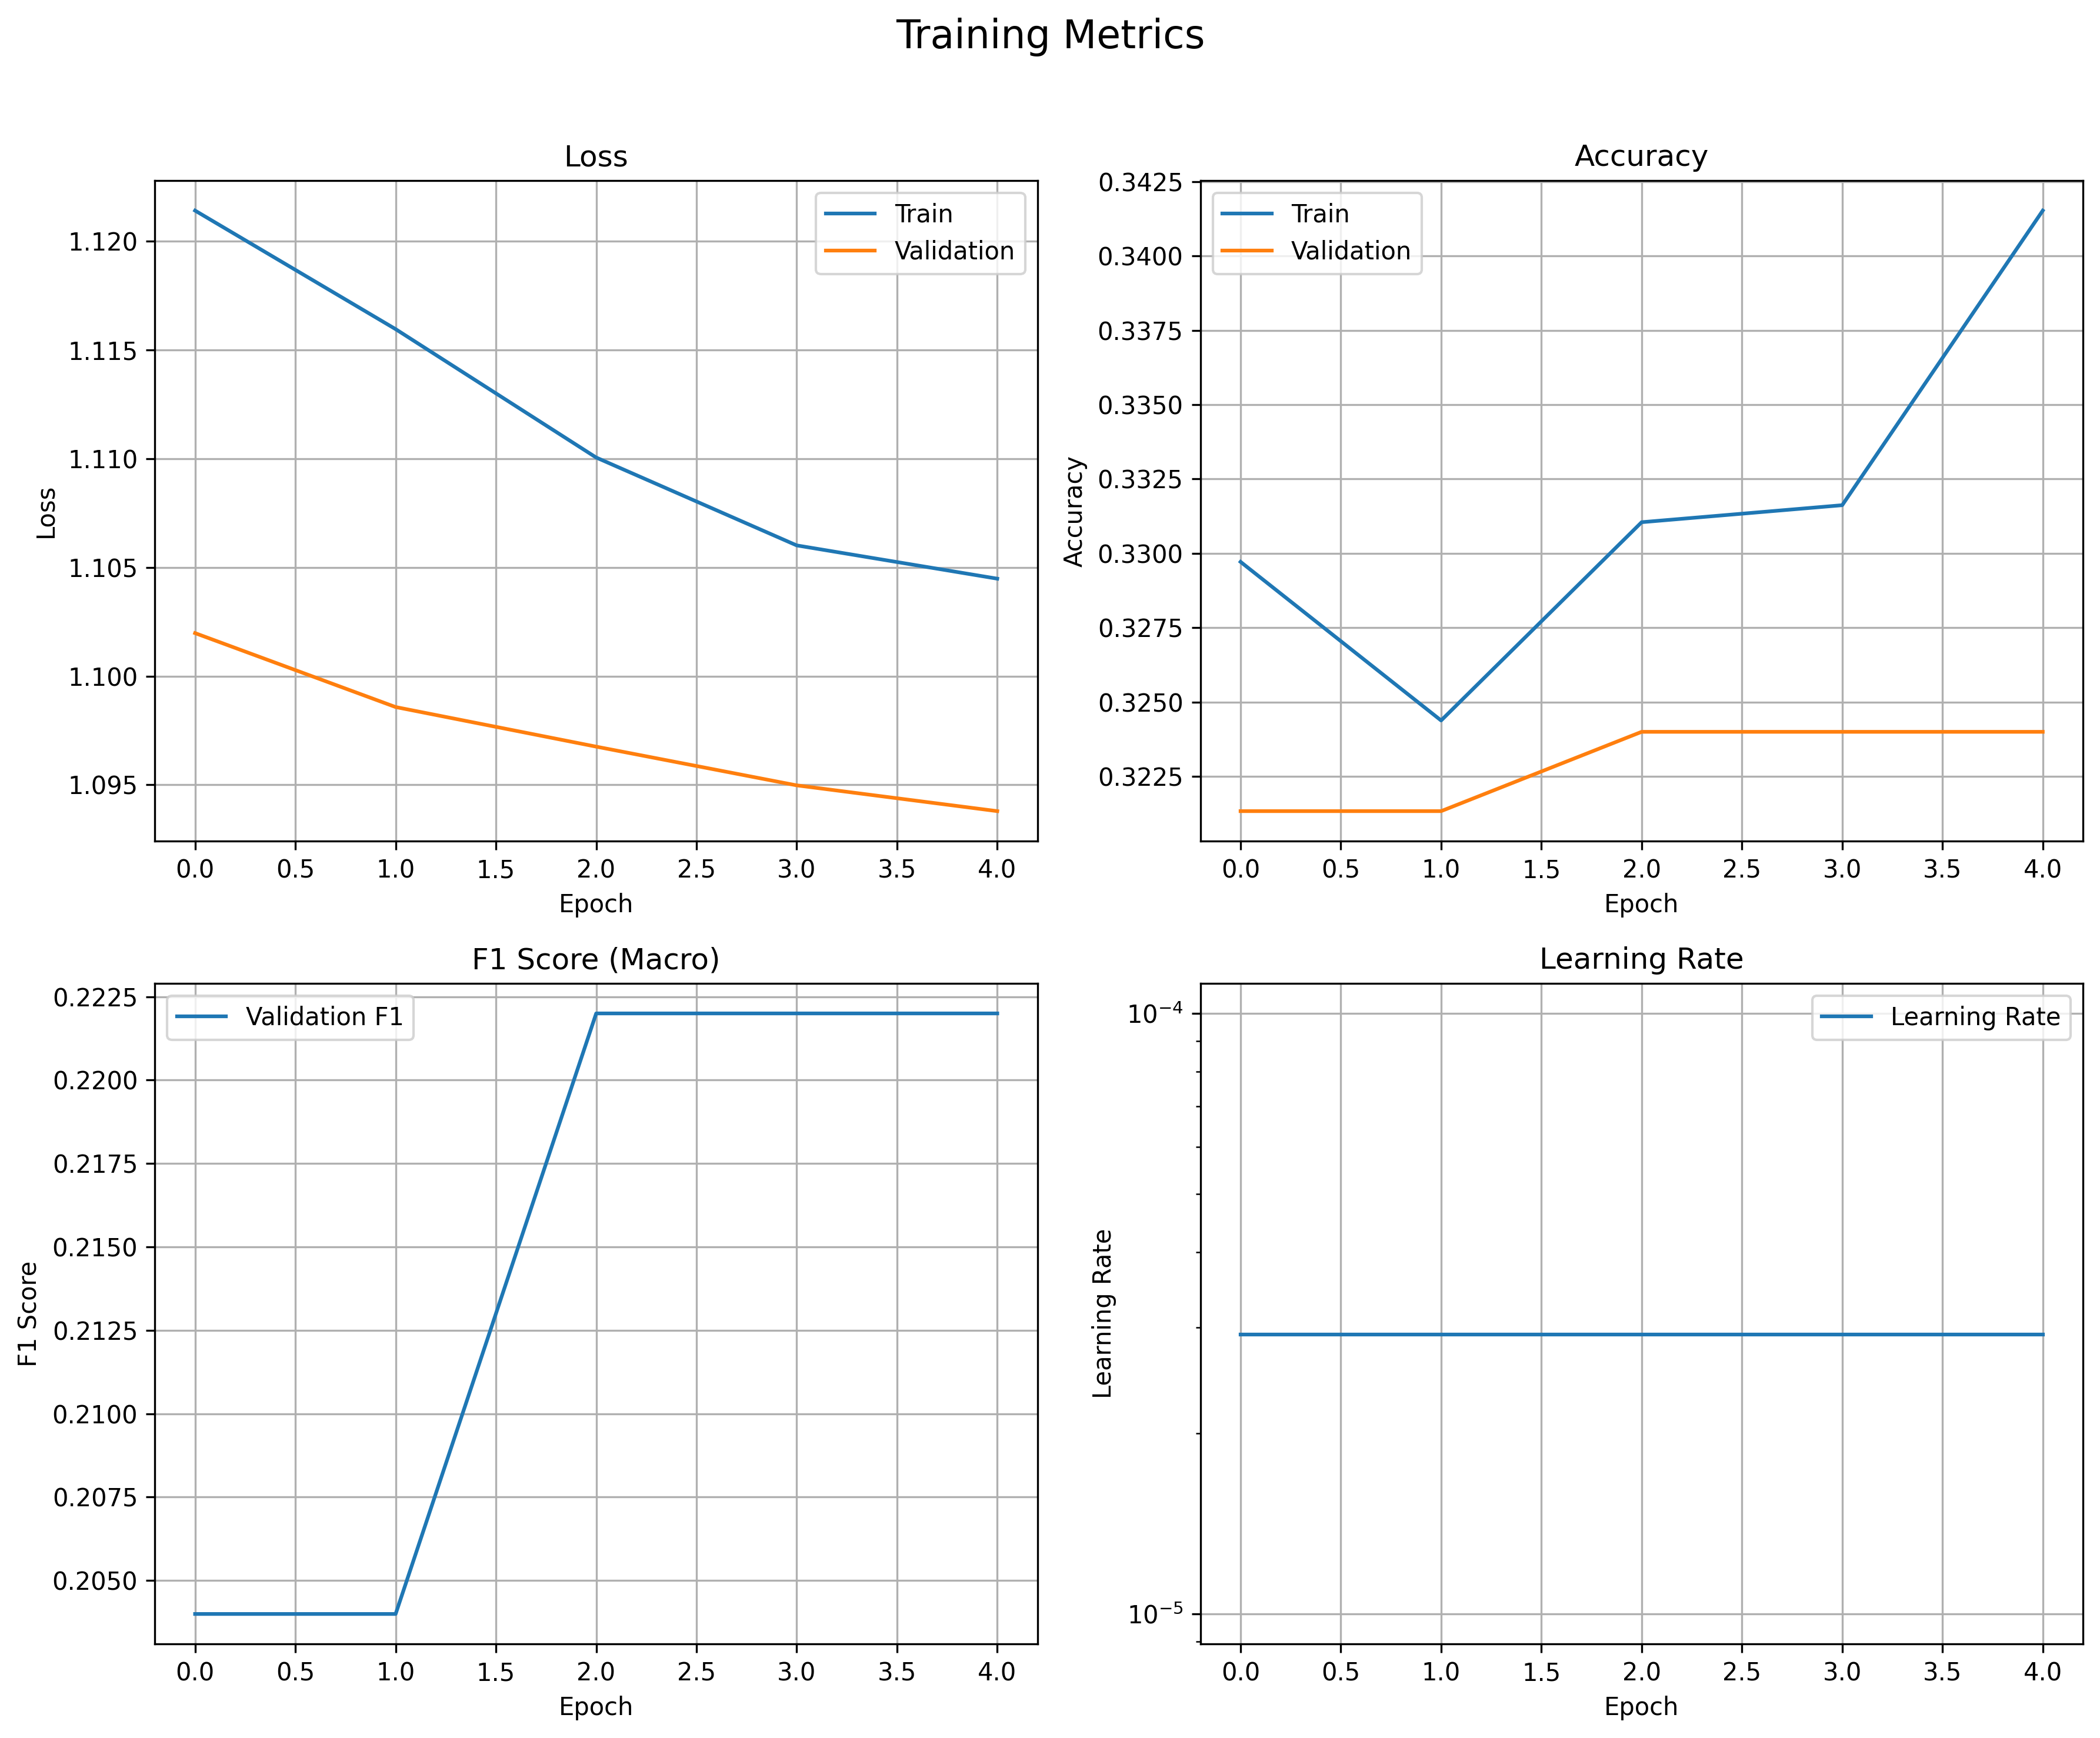 Training Metrics
Loss
Train
Validation
1.120
1.115
1.110
1.105
1.100
1.095
Loss
0.0 0.5 1.0 1.5 2.0 2.5 3.0 3.5 4.0
Epoch
Accuracy
Train
Validation
0.3425
0.3400
0.3375
0.3350
0.3325
0.3300
0.3275
0.3250
0.3225
Accuracy
0.0 0.5 1.0 1.5 2.0 2.5 3.0 3.5 4.0
Epoch
F1 Score (Macro)
Validation F1
0.2225
0.2200
0.2175
0.2150
0.2125
0.2100
0.2075
0.2050
F1 Score
0.0 0.5 1.0 1.5 2.0 2.5 3.0 3.5 4.0
Epoch
Learning Rate
Learning Rate
10⁻⁴
10⁻⁵
Learning Rate
0.0 0.5 1.0 1.5 2.0 2.5 3.0 3.5 4.0
Epoch